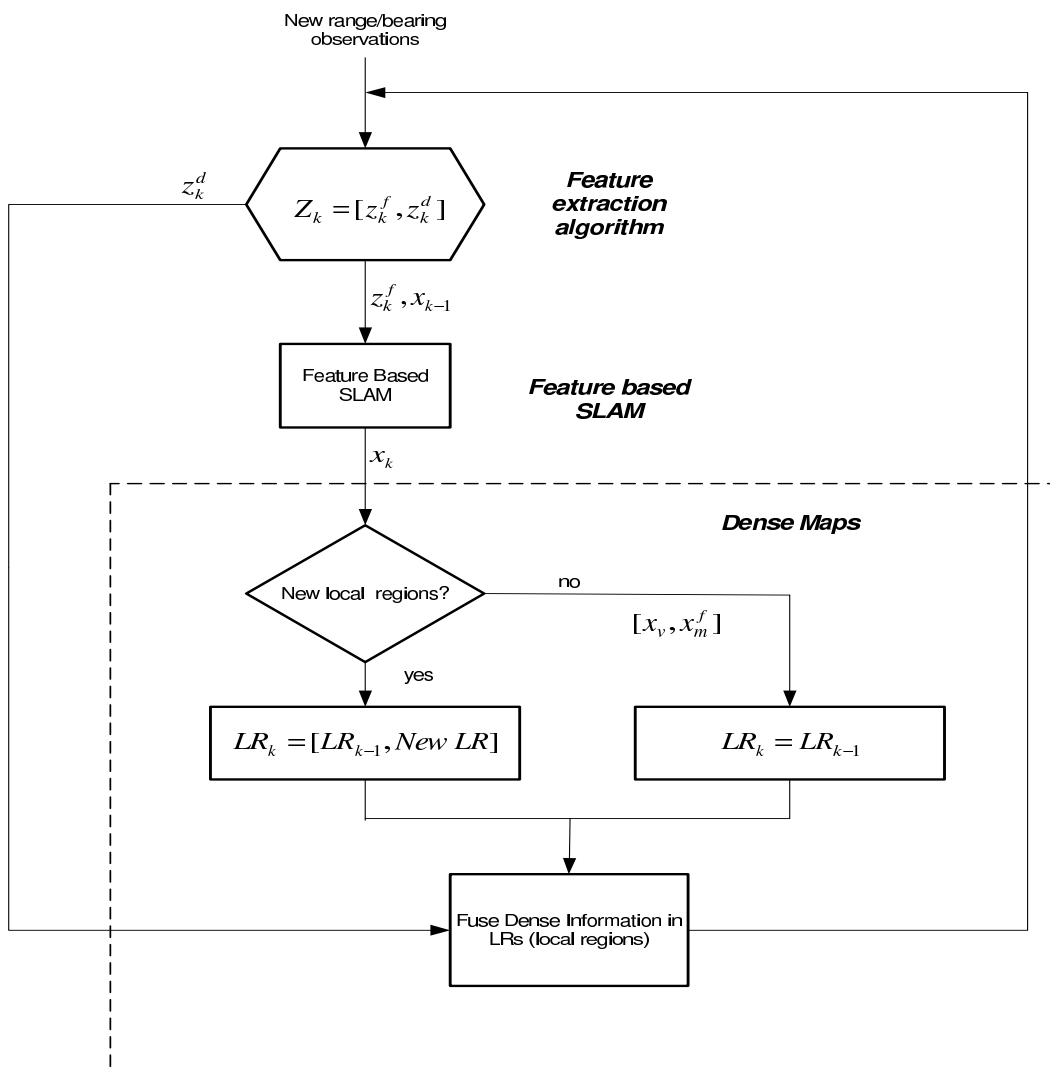 New range/bearing
observations
z_k^d
Z_k = [z_k^f, z_k^d]
Feature
extraction
algorithm
z_k^f, x_{k-1}
Feature Based
SLAM
Feature based
SLAM
x_k
Dense Maps
New local regions?
no
[x_v, x_m^f]
yes
LR_k = [LR_{k-1}, New LR]
LR_k = LR_{k-1}
Fuse Dense Information in
LRs (local regions)